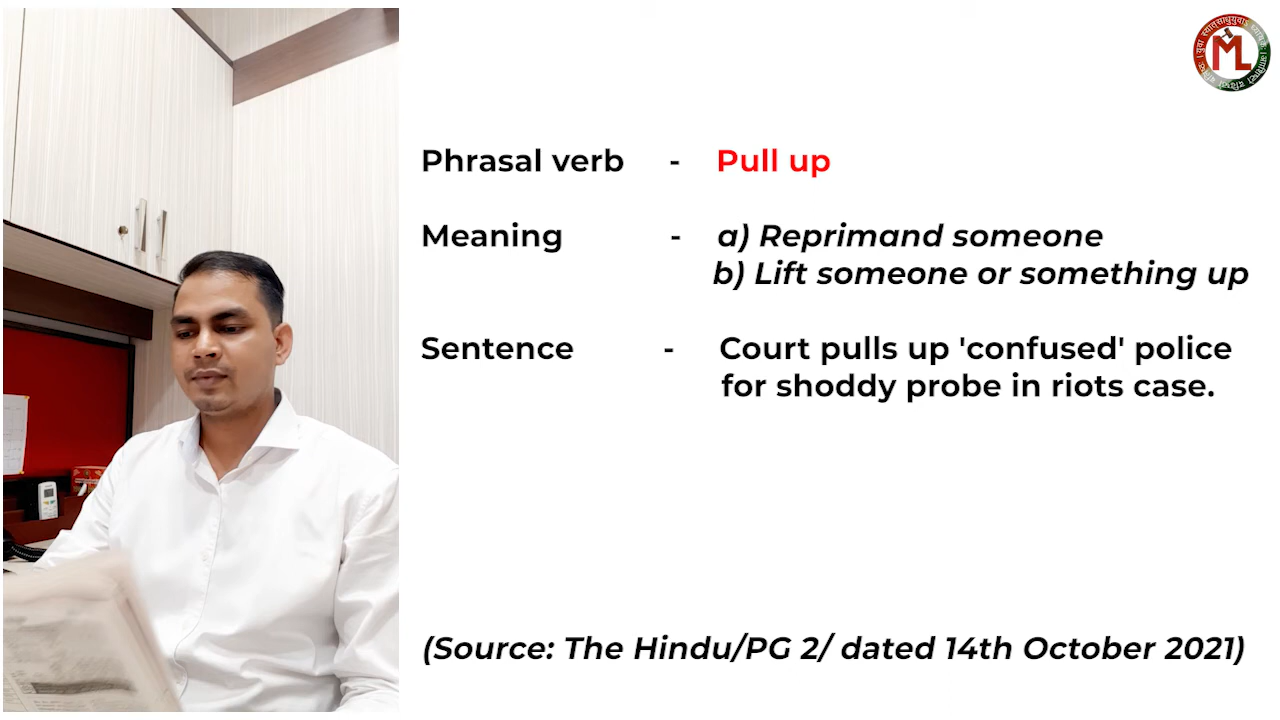 Phrasal verb - Pull up
Meaning - a) Reprimand someone
b) Lift someone or something up
Sentence - Court pulls up 'confused' police
for shoddy probe in riots case.
(Source: The Hindu/PG 2/ dated 14th October 2021)
ML